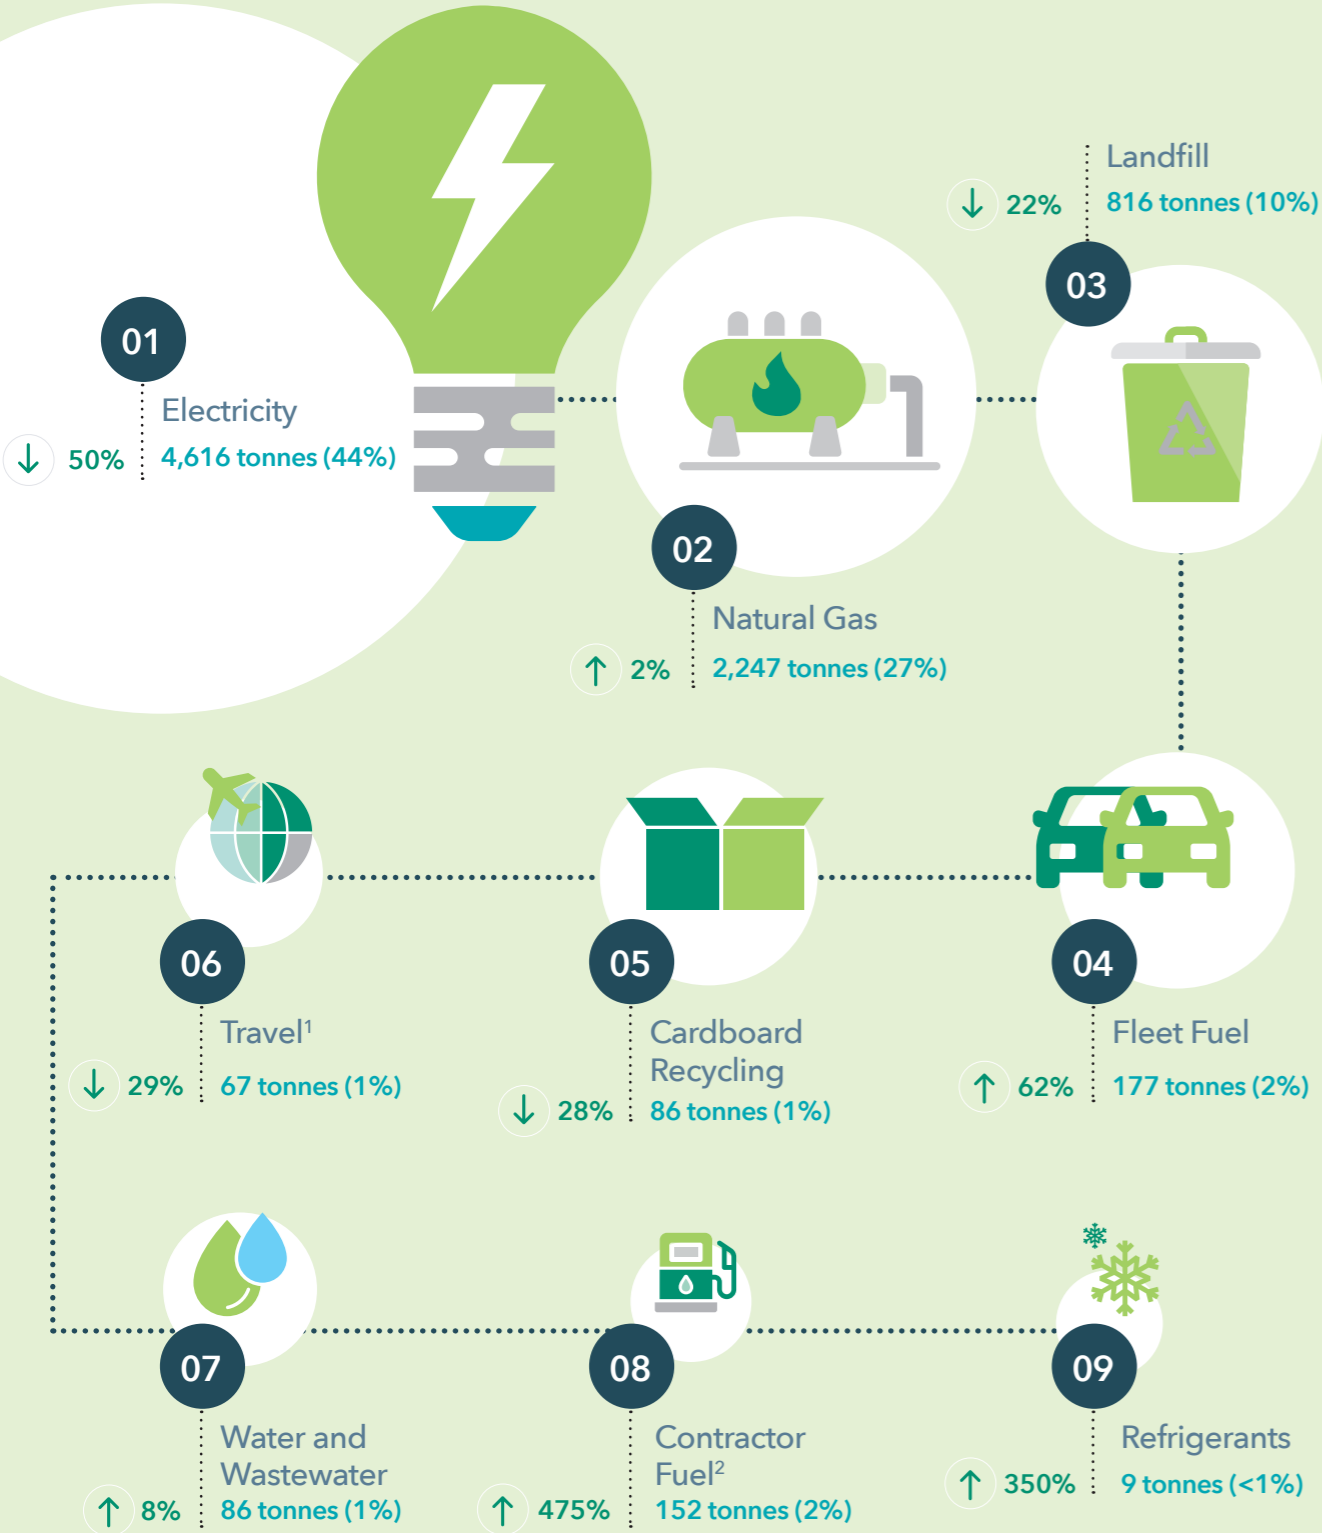 01
Electricity
↓ 50%
4,616 tonnes (44%)
02
Natural Gas
↑ 2%
2,247 tonnes (27%)
Landfill
↓ 22%
816 tonnes (10%)
03
04
Fleet Fuel
↑ 62%
177 tonnes (2%)
05
Cardboard
Recycling
↓ 28%
86 tonnes (1%)
06
Travel¹
↓ 29%
67 tonnes (1%)
07
Water and
Wastewater
↑ 8%
86 tonnes (1%)
08
Contractor
Fuel²
↑ 475%
152 tonnes (2%)
09
Refrigerants
↑ 350%
9 tonnes (<1%)